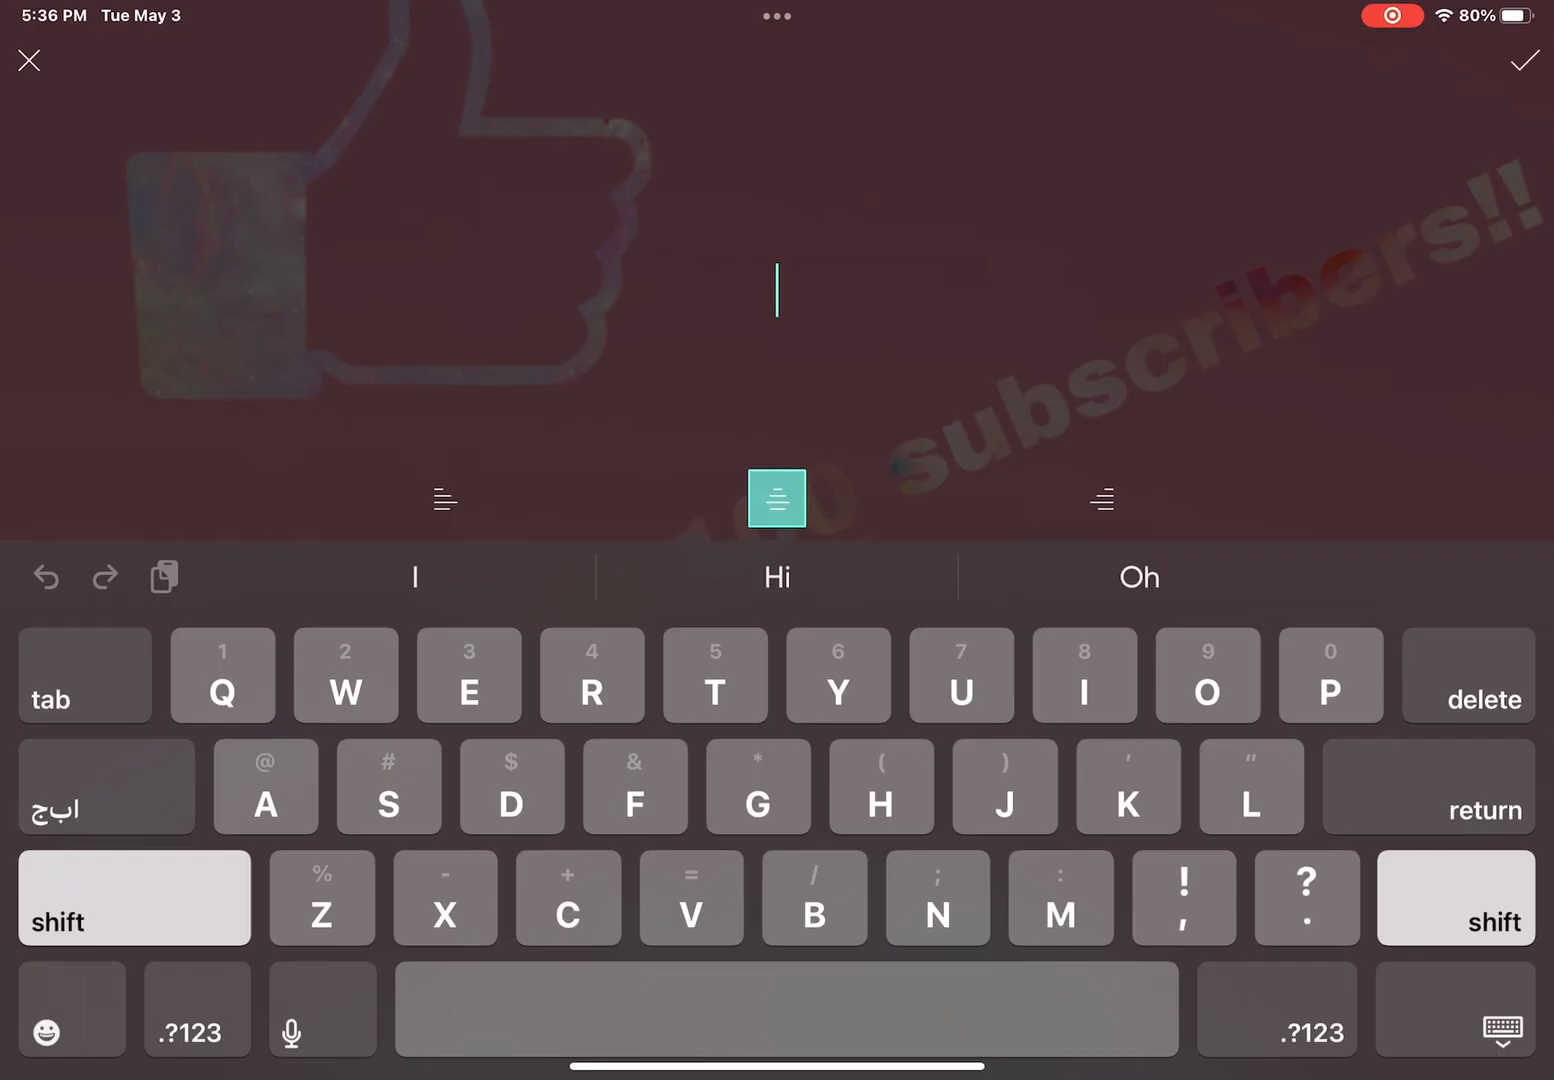 5:36 PM Tue May 3
80%
subscribers!!
100
I Hi Oh
tab 1 Q 2 W 3 E 4 R 5 T 6 Y 7 U 8 I 9 O 0 P delete
ابج @ A # S $ D & F * G ( H ) J ' K " L return
shift % Z - X + C = V / B ; N : M ! , ? . shift
.?123 .?123